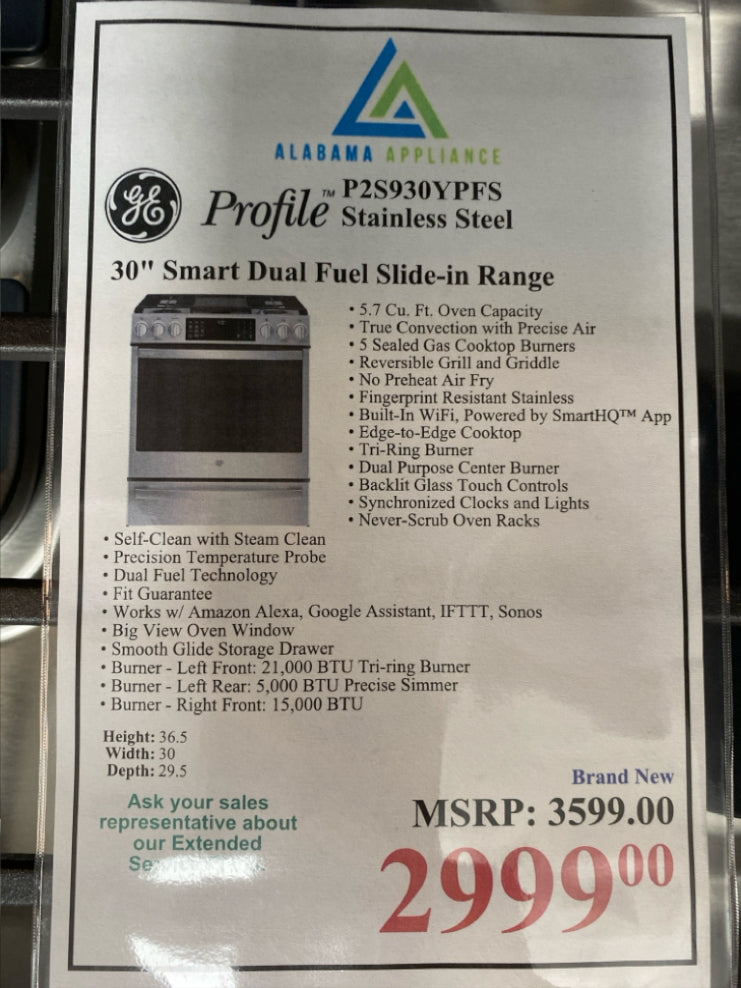 ALABAMA APPLIANCE
GE
Profile™ P2S930YPFS
Stainless Steel
30" Smart Dual Fuel Slide-in Range
• 5.7 Cu. Ft. Oven Capacity
• True Convection with Precise Air
• 5 Sealed Gas Cooktop Burners
• Reversible Grill and Griddle
• No Preheat Air Fry
• Fingerprint Resistant Stainless
• Built-In WiFi, Powered by SmartHQ™ App
• Edge-to-Edge Cooktop
• Tri-Ring Burner
• Dual Purpose Center Burner
• Backlit Glass Touch Controls
• Synchronized Clocks and Lights
• Never-Scrub Oven Racks
• Self-Clean with Steam Clean
• Precision Temperature Probe
• Dual Fuel Technology
• Fit Guarantee
• Works w/ Amazon Alexa, Google Assistant, IFTTT, Sonos
• Big View Oven Window
• Smooth Glide Storage Drawer
• Burner - Left Front: 21,000 BTU Tri-ring Burner
• Burner - Left Rear: 5,000 BTU Precise Simmer
• Burner - Right Front: 15,000 BTU
Height: 36.5
Width: 30
Depth: 29.5
Brand New
MSRP: 3599.00
2999⁰⁰
Ask your sales
representative about
our Extended